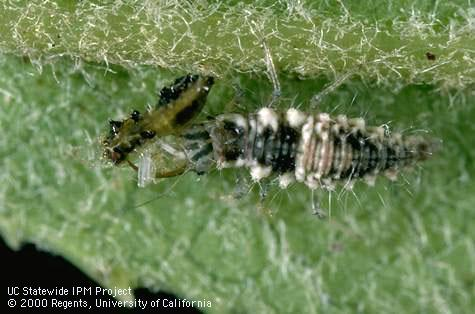 UC Statewide IPM Project
© 2000 Regents, University of California